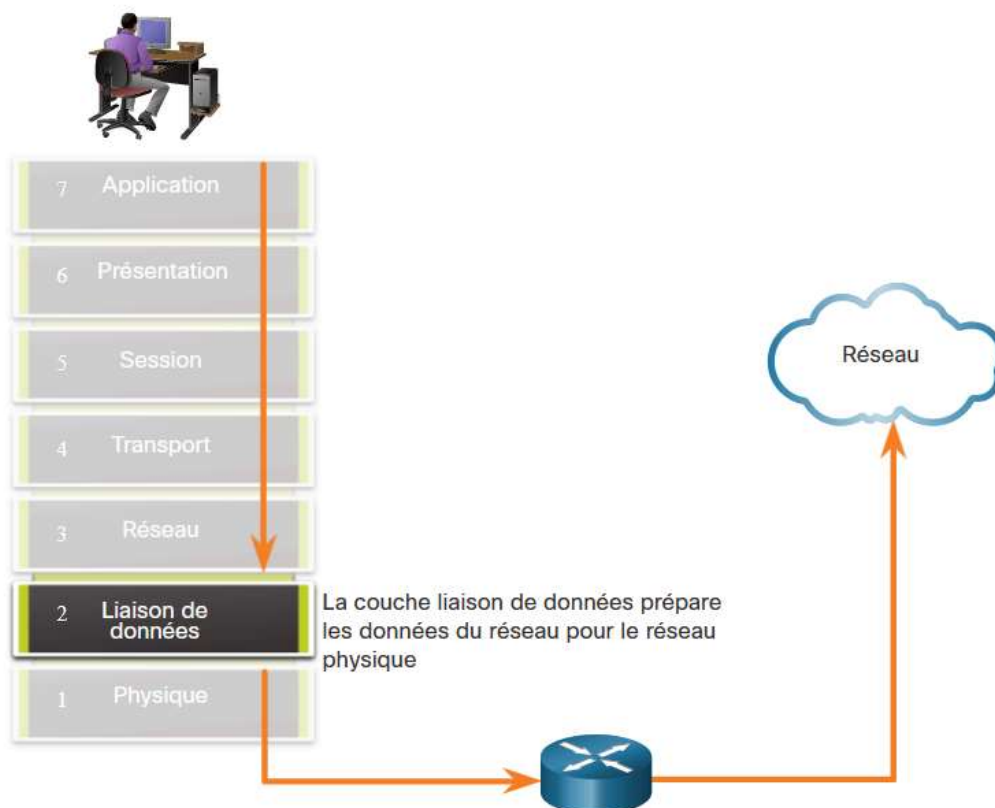 7 Application
6 Présentation
5 Session
4 Transport
3 Réseau
2 Liaison de
données
1 Physique
La couche liaison de données prépare
les données du réseau pour le réseau
physique
Réseau